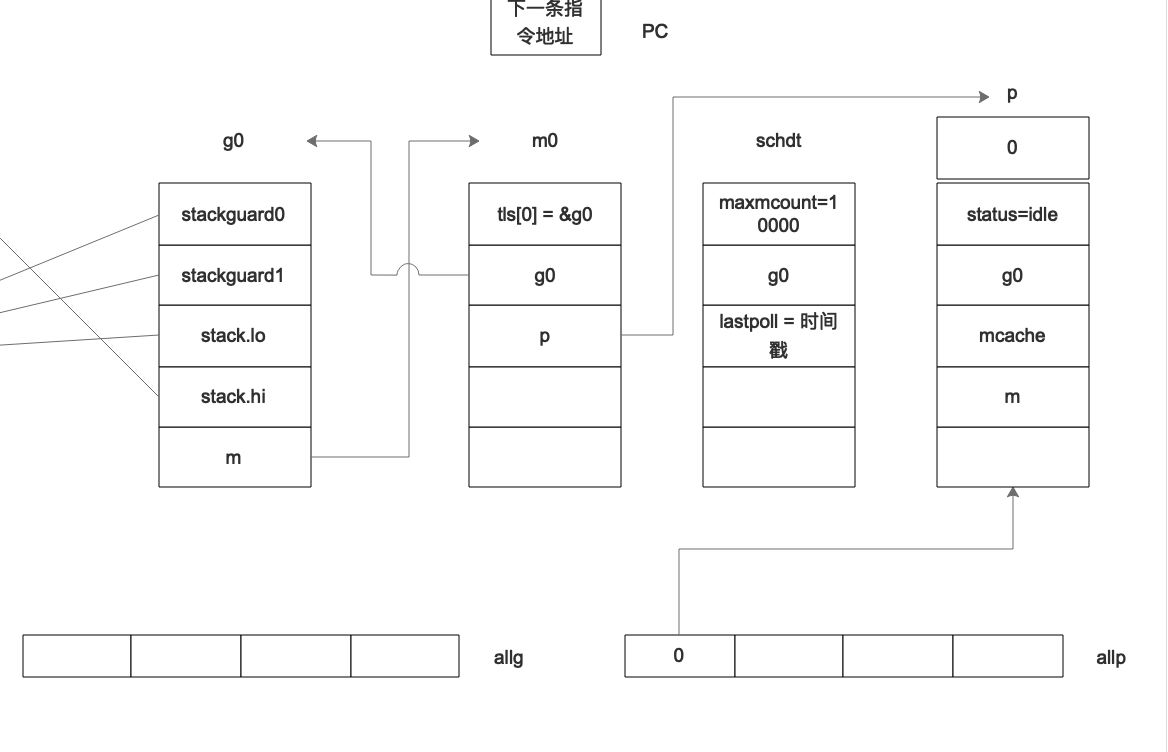 下一条指
令地址
PC
p
g0
m0
schdt
0
stackguard0
tls[0] = &g0
maxmcount=1
0000
status=idle
stackguard1
g0
g0
g0
stack.lo
p
lastpoll = 时间
戳
mcache
stack.hi
m
m
0
allg
allp